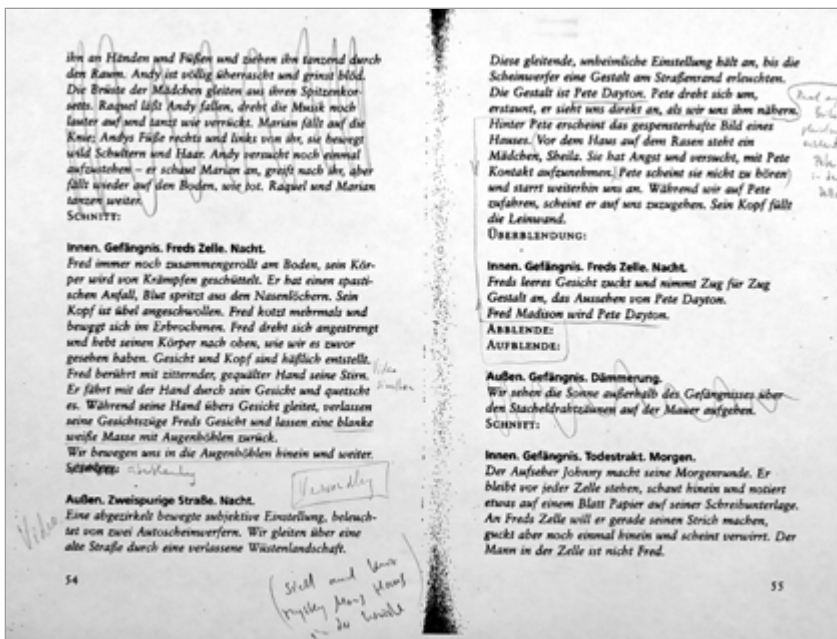 ihn an Händen und Füßen und ziehen ihn tanzend durch
den Raum. Andy ist völlig überrascht und grinst blöd.
Die Brüste der Mädchen gleiten aus ihren Spitzenkor-
setts. Raquel läßt Andy fallen, dreht die Musik noch
lauter auf und tanzt wie verrückt. Marian fällt auf die
Knie; Andys Füße rechts und links von ihr, sie bewegt
wild Schultern und Haar. Andy versucht noch einmal
aufzustehen – er schaut Marian an, greift nach ihr, aber
fällt wieder auf den Boden, wie tot. Raquel und Marian
tanzen weiter.
SCHNITT:
Innen. Gefängnis. Freds Zelle. Nacht.
Fred immer noch zusammengerollt am Boden, sein Kör-
per wird von Krämpfen geschüttelt. Er hat einen spasti-
schen Anfall, Blut spritzt aus den Nasenlöchern. Sein
Kopf ist übel angeschwollen. Fred kotzt mehrmals und
bewegt sich im Erbrochenen. Fred dreht sich angestrengt
und hebt seinen Körper nach oben, wie wir es zuvor
gesehen haben. Gesicht und Kopf sind häßlich entstellt.
Fred berührt mit zitternder, gequälter Hand seine Stirn.
Er fährt mit der Hand durch sein Gesicht und quetscht
es. Während seine Hand übers Gesicht gleitet, verlassen
seine Gesichtszüge Freds Gesicht und lassen eine blanke
weiße Masse mit Augenhöhlen zurück.
Wir bewegen uns in die Augenhöhlen hinein und weiter.
Video
Außen. Zweispurige Straße. Nacht.
Eine abgezirkelt bewegte subjektive Einstellung, beleuch-
tet von zwei Autoscheinwerfern. Wir gleiten über eine
alte Straße durch eine verlassene Wüstenlandschaft.
Video
54
Diese gleitende, unheimliche Einstellung hält an, bis die
Scheinwerfer eine Gestalt am Straßenrand erleuchten.
Die Gestalt ist Pete Dayton. Pete dreht sich um,
erstaunt, er sieht uns direkt an, als wir uns ihm nähern.
Hinter Pete erscheint das gespensterhafte Bild eines
Hauses. Vor dem Haus auf dem Rasen steht ein
Mädchen, Sheila. Sie hat Angst und versucht, mit Pete
Kontakt aufzunehmen. Pete scheint sie nicht zu hören
und starrt weiterhin uns an. Während wir auf Pete
zufahren, scheint er auf uns zuzugehen. Sein Kopf füllt
die Leinwand.
ÜBERBLENDUNG:
Innen. Gefängnis. Freds Zelle. Nacht.
Freds leeres Gesicht zuckt und nimmt Zug für Zug
Gestalt an, das Aussehen von Pete Dayton.
Fred Madison wird Pete Dayton.
ABBLENDE:
AUFBLENDE:
Außen. Gefängnis. Dämmerung.
Wir sehen die Sonne außerhalb des Gefängnisses über
den Stacheldrahtzäunen auf der Mauer aufgehen.
SCHNITT:
Innen. Gefängnis. Todestrakt. Morgen.
Der Aufseher Johnny macht seine Morgenrunde. Er
bleibt vor jeder Zelle stehen, schaut hinein und notiert
etwas auf einem Blatt Papier auf seiner Schreibunterlage.
An Freds Zelle will er gerade seinen Strich machen,
guckt aber noch einmal hinein und scheint verwirrt. Der
Mann in der Zelle ist nicht Fred.
55